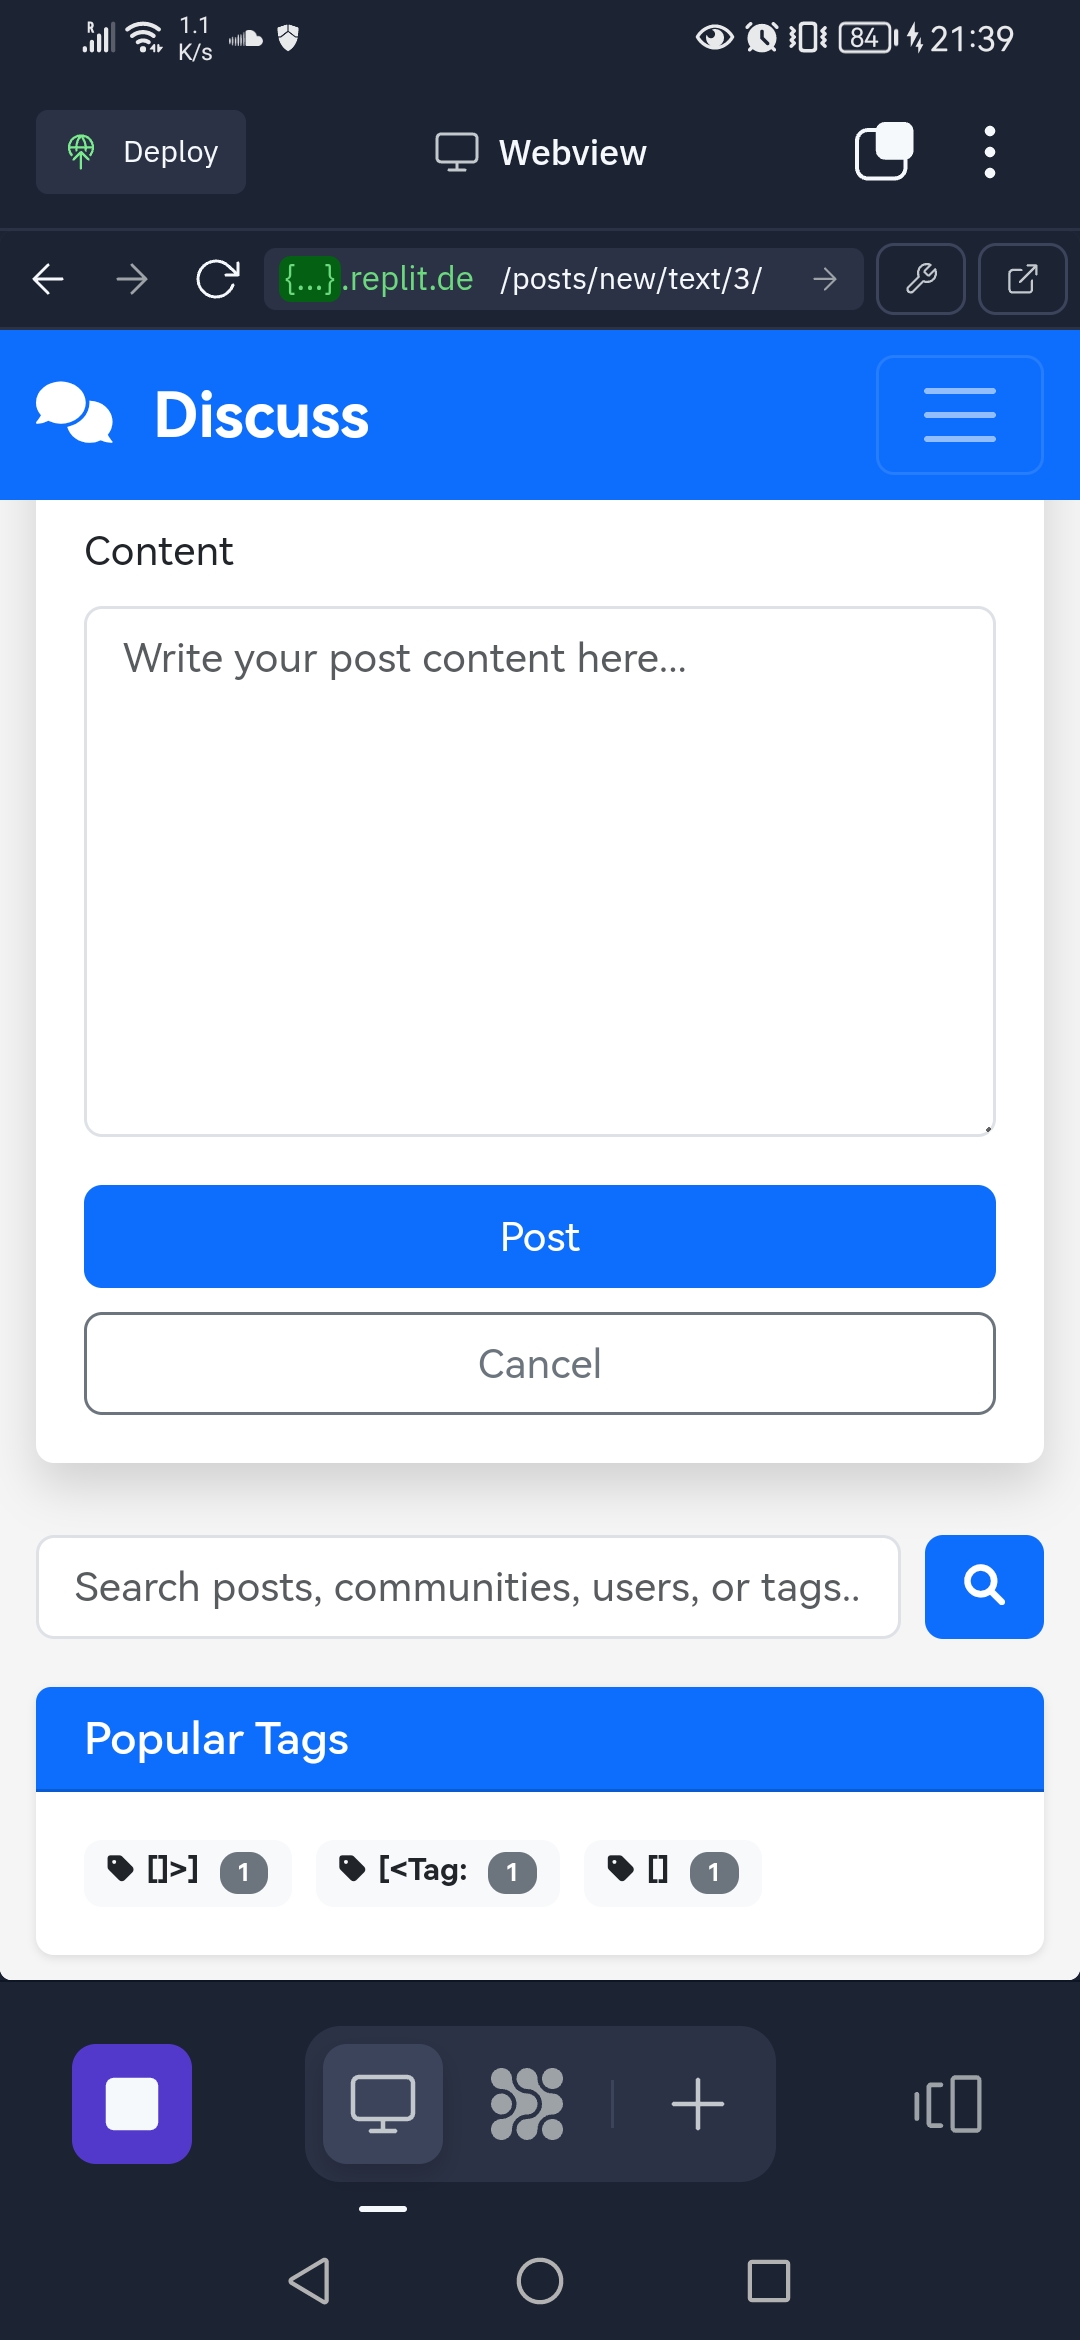 R 1.1 K/s 84 21:39
Deploy Webview
{...}.replit.de /posts/new/text/3/
Discuss
Content
Write your post content here...
Post
Cancel
Search posts, communities, users, or tags..
Popular Tags
[]>] 1 [<Tag: 1 [] 1